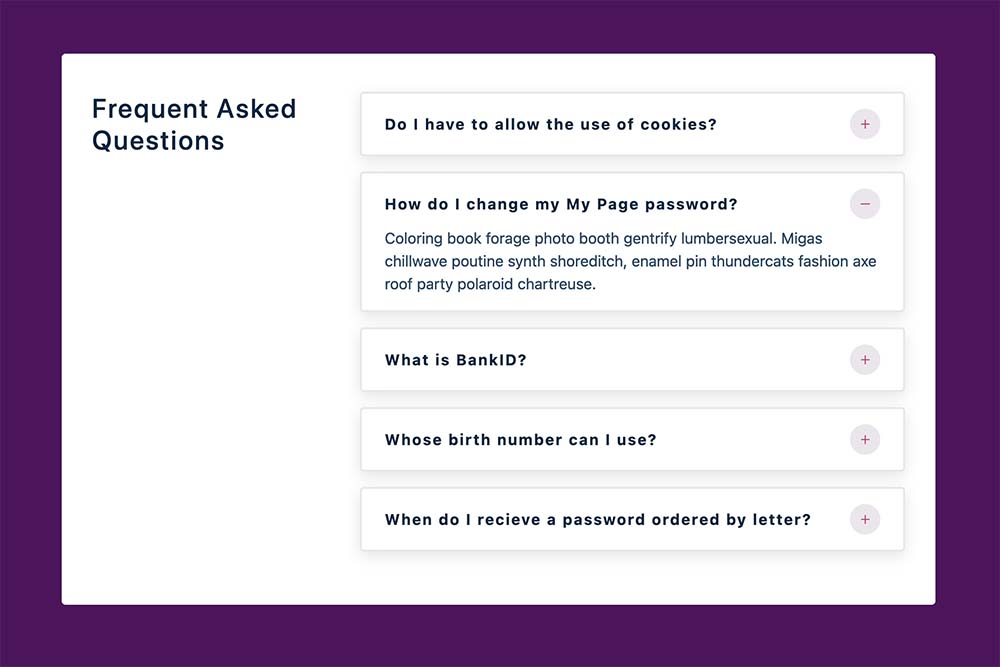 Frequent Asked
Questions
Do I have to allow the use of cookies?
How do I change my My Page password?
Coloring book forage photo booth gentrify lumbersexual. Migas
chillwave poutine synth shoreditch, enamel pin thundercats fashion axe
roof party polaroid chartreuse.
What is BankID?
Whose birth number can I use?
When do I recieve a password ordered by letter?